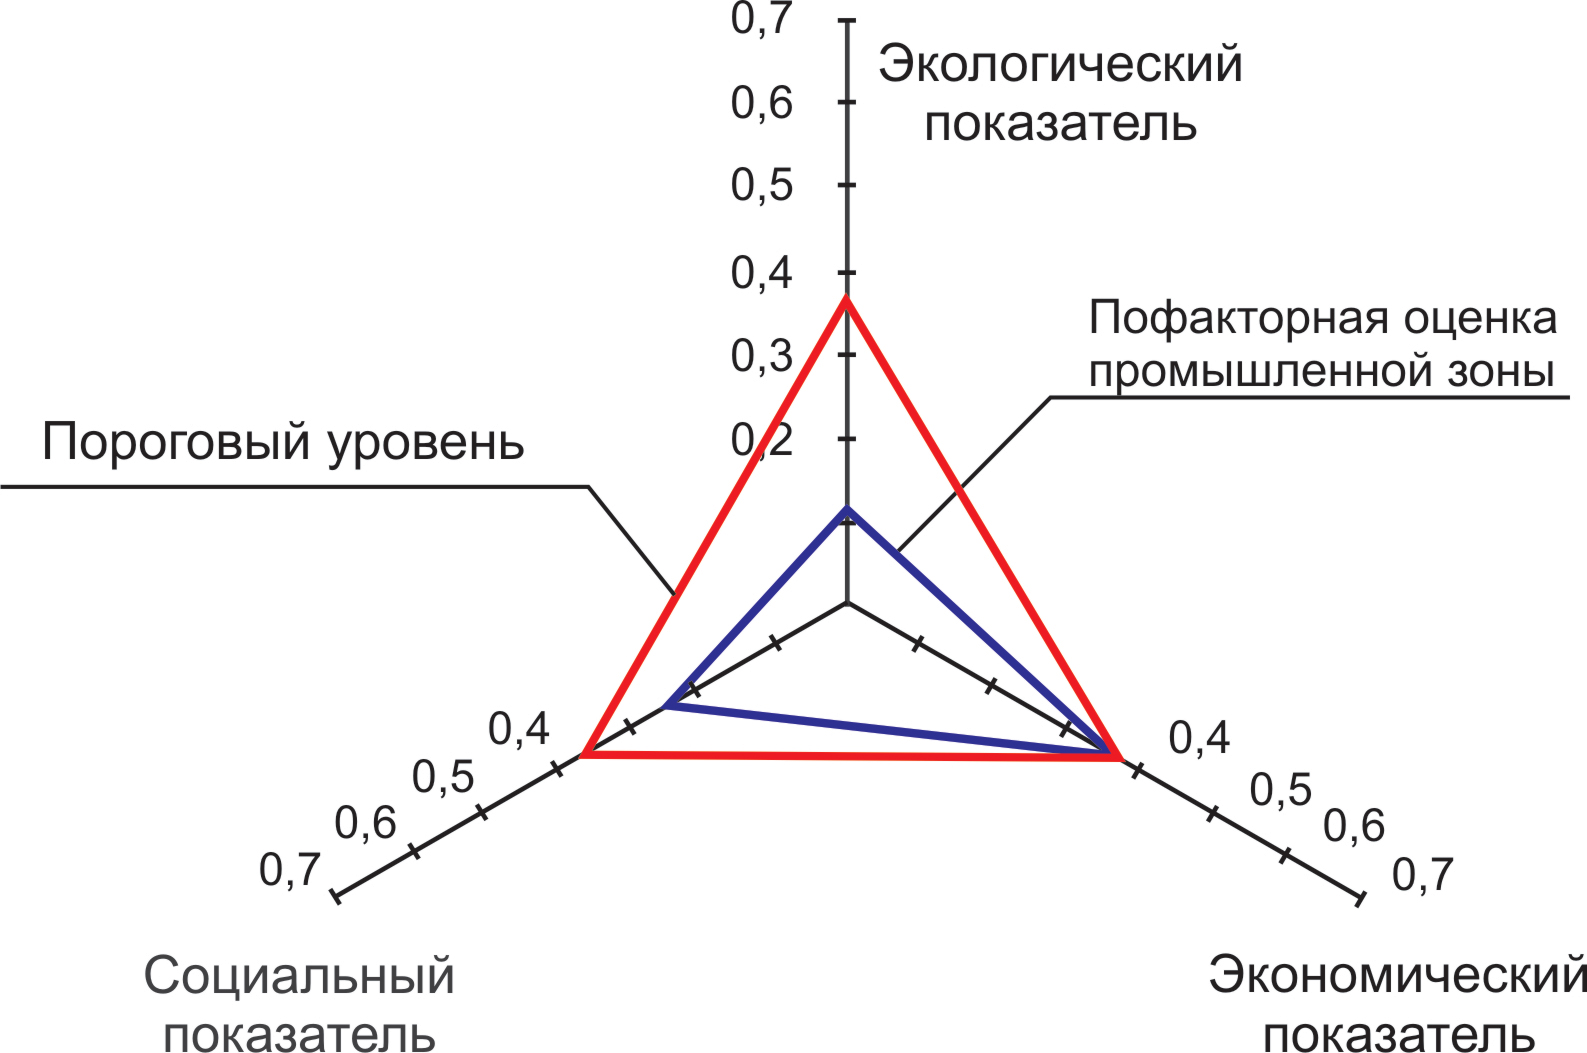 0,7
Экологический
показатель
0,6
0,5
0,4
Пофакторная оценка
промышленной зоны
0,3
Пороговый уровень
0,2
0,4
0,5
0,6
0,7
0,4
0,5
0,6
0,7
Социальный
показатель
Экономический
показатель